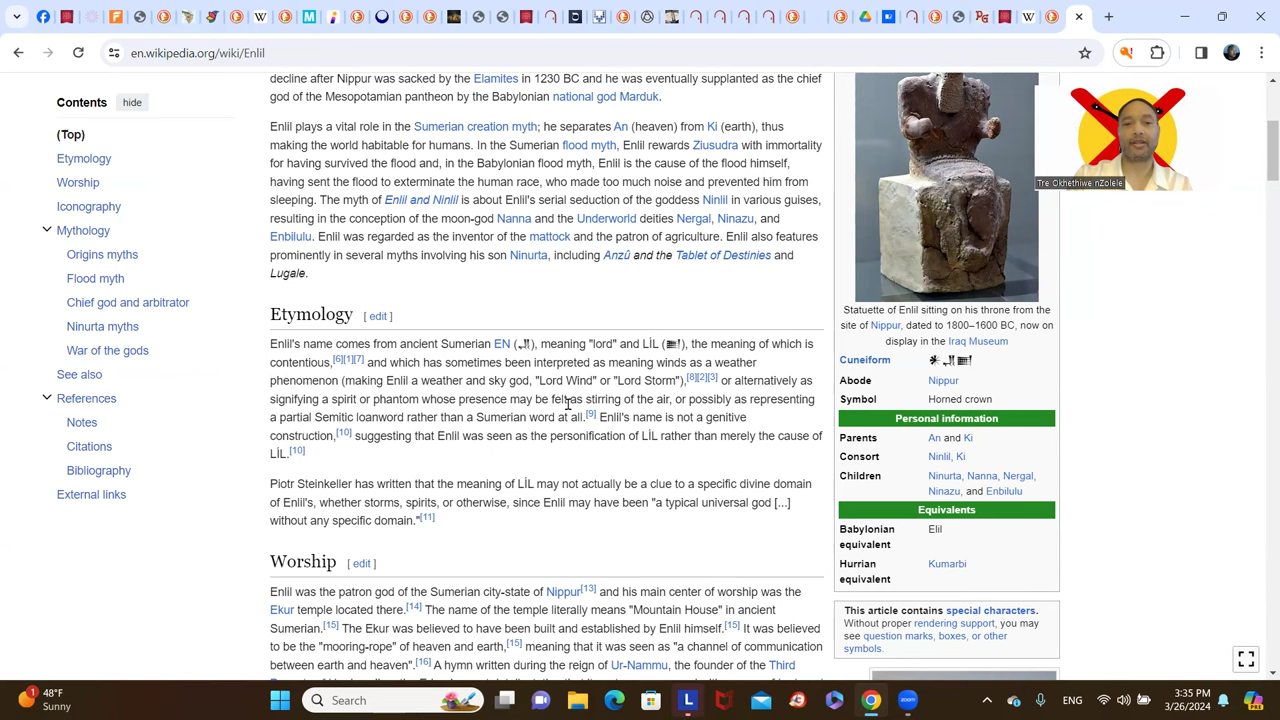 en.wikipedia.org/wiki/Enlil
Contents hide
(Top)
Etymology
Worship
Iconography
Mythology
Origins myths
Flood myth
Chief god and arbitrator
Ninurta myths
War of the gods
See also
References
Notes
Citations
Bibliography
External links
decline after Nippur was sacked by the Elamites in 1230 BC and he was eventually supplanted as the chief
god of the Mesopotamian pantheon by the Babylonian national god Marduk.
Enlil plays a vital role in the Sumerian creation myth; he separates An (heaven) from Ki (earth), thus
making the world habitable for humans. In the Sumerian flood myth, Enlil rewards Ziusudra with immortality
for having survived the flood and, in the Babylonian flood myth, Enlil is the cause of the flood himself,
having sent the flood to exterminate the human race, who made too much noise and prevented him from
sleeping. The myth of Enlil and Ninlil is about Enlil's serial seduction of the goddess Ninlil in various guises,
resulting in the conception of the moon-god Nanna and the Underworld deities Nergal, Ninazu, and
Enbilulu. Enlil was regarded as the inventor of the mattock and the patron of agriculture. Enlil also features
prominently in several myths involving his son Ninurta, including Anzû and the Tablet of Destinies and
Lugale.
Etymology [ edit ]
Enlil's name comes from ancient Sumerian EN (𒂗), meaning "lord" and LÍL (𒆤), the meaning of which is
contentious,[6][1][7] and which has sometimes been interpreted as meaning winds as a weather
phenomenon (making Enlil a weather and sky god, "Lord Wind" or "Lord Storm"),[8][2][3] or alternatively as
signifying a spirit or phantom whose presence may be felt as stirring of the air, or possibly as representing
a partial Semitic loanword rather than a Sumerian word at all.[9] Enlil's name is not a genitive
construction,[10] suggesting that Enlil was seen as the personification of LÍL rather than merely the cause of
LÍL.[10]
Piotr Steinkeller has written that the meaning of LÍL may not actually be a clue to a specific divine domain
of Enlil's, whether storms, spirits, or otherwise, since Enlil may have been "a typical universal god [...]
without any specific domain."[11]
Worship [ edit ]
Enlil was the patron god of the Sumerian city-state of Nippur[13] and his main center of worship was the
Ekur temple located there.[14] The name of the temple literally means "Mountain House" in ancient
Sumerian.[15] The Ekur was believed to have been built and established by Enlil himself.[15] It was believed
to be the "mooring-rope" of heaven and earth,[15] meaning that it was seen as "a channel of communication
between earth and heaven".[16] A hymn written during the reign of Ur-Nammu, the founder of the Third
Tre Okhethiwe nZolele
Statuette of Enlil sitting on his throne from the
site of Nippur, dated to 1800–1600 BC, now on
display in the Iraq Museum
Cuneiform 𒀭𒂗𒆤
Abode Nippur
Symbol Horned crown
Personal information
Parents An and Ki
Consort Ninlil, Ki
Children Ninurta, Nanna, Nergal,
Ninazu, and Enbilulu
Equivalents
Babylonian Elil
equivalent
Hurrian Kumarbi
equivalent
This article contains special characters.
Without proper rendering support, you may
see question marks, boxes, or other
symbols.
48°F
Sunny
Search
ENG
3:35 PM
3/26/2024